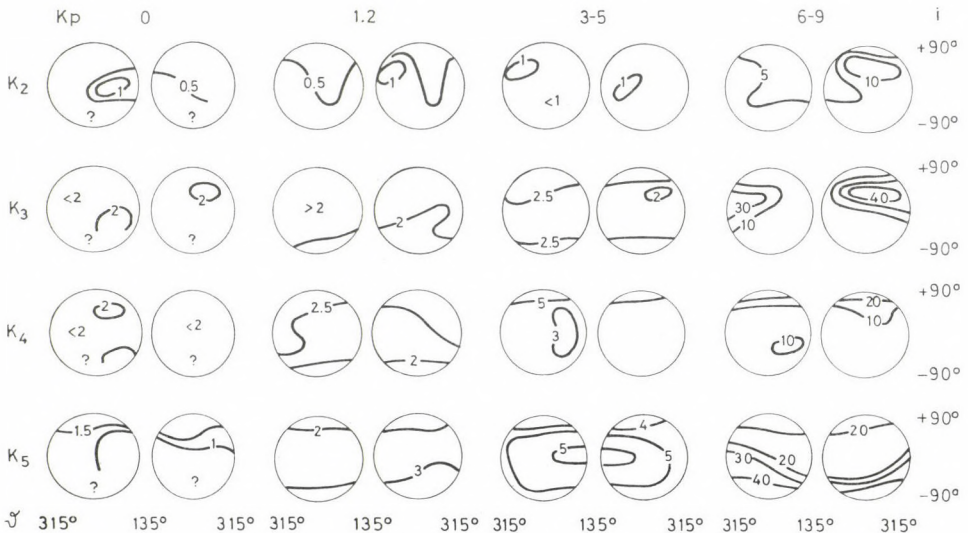 Kp 0 1.2 3-5 6-9 i
+90°
K2 1 0.5 0.5 1 1 1 5 10
<1
? ? -90°
+90°
K3 <2 2 2 >2 2 2.5 2 30 40
? ? 2.5 10 -90°
+90°
K4 2 2.5 5 20
<2 <2 3 10 10
? ? 2 -90°
+90°
K5 1.5 1 2 4 20
3 5 5 30 20
? ? 40 -90°
ϑ 315° 135° 315° 315° 135° 315° 315° 135° 315° 315° 135° 315°